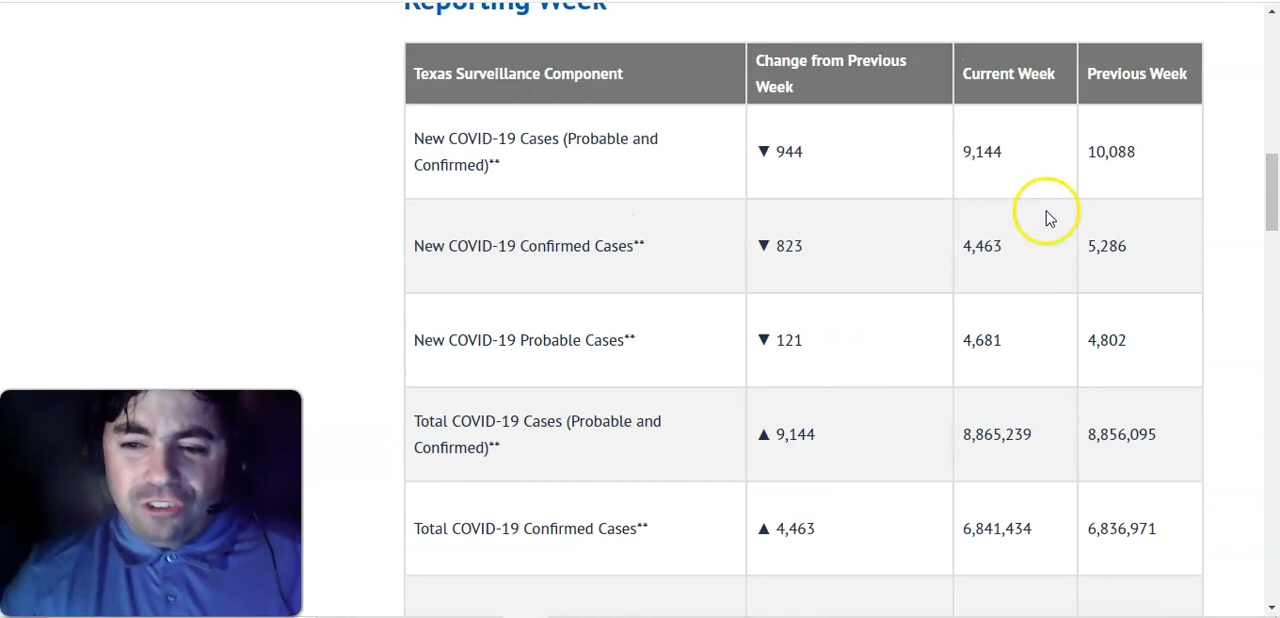 Reporting Week
Texas Surveillance Component
Change from Previous
Week
Current Week
Previous Week
New COVID-19 Cases (Probable and
Confirmed)**
▼ 944
9,144
10,088
New COVID-19 Confirmed Cases**
▼ 823
4,463
5,286
New COVID-19 Probable Cases**
▼ 121
4,681
4,802
Total COVID-19 Cases (Probable and
Confirmed)**
▲ 9,144
8,865,239
8,856,095
Total COVID-19 Confirmed Cases**
▲ 4,463
6,841,434
6,836,971